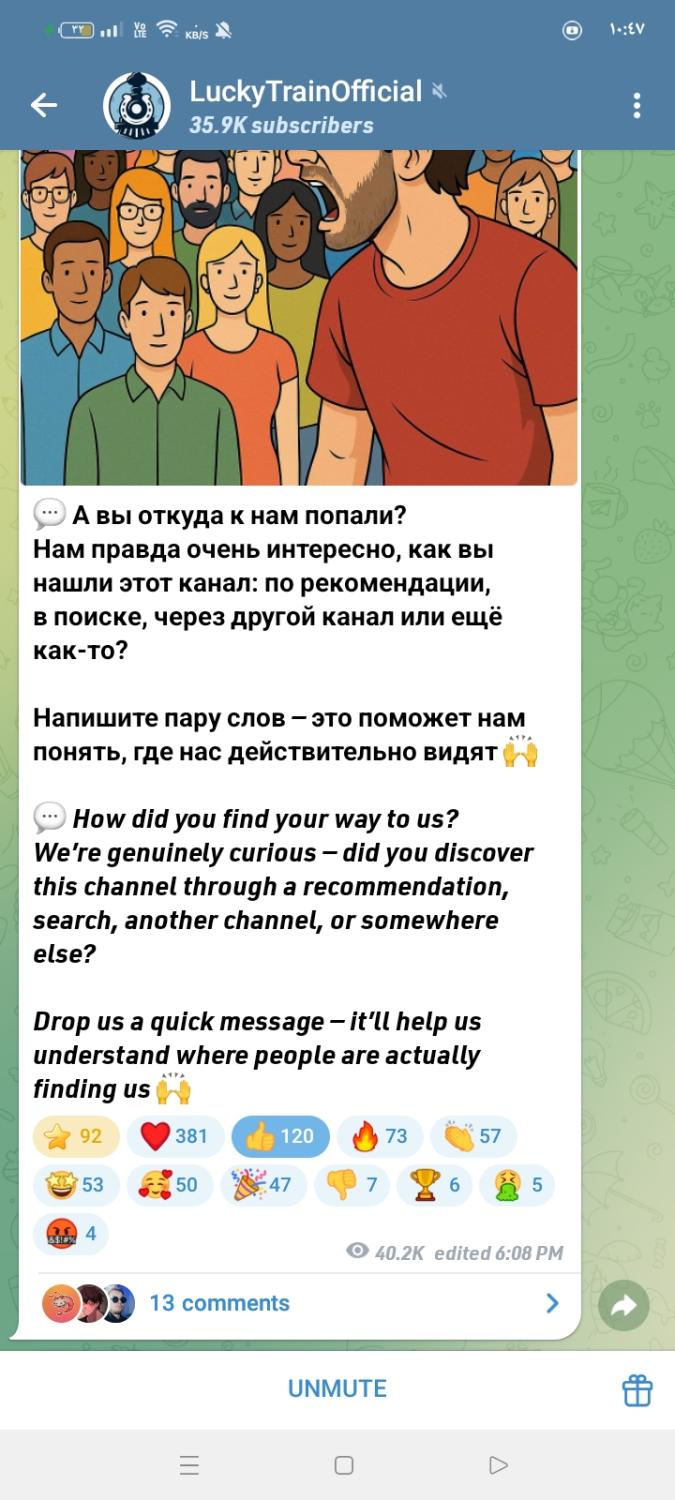 ٣٢ Vo LTE KB/S ١٠:٤٧
LuckyTrainOfficial
35.9K subscribers
💬 А вы откуда к нам попали?
Нам правда очень интересно, как вы
нашли этот канал: по рекомендации,
в поиске, через другой канал или ещё
как-то?
Напишите пару слов – это поможет нам
понять, где нас действительно видят 🙌
💬 How did you find your way to us?
We’re genuinely curious – did you discover
this channel through a recommendation,
search, another channel, or somewhere
else?
Drop us a quick message – it’ll help us
understand where people are actually
finding us 🙌
⭐ 92 ❤️ 381 👍 120 🔥 73 👏 57
🤩 53 🥰 50 🎉 47 👎 7 🏆 6 🤮 5
🤬 4
40.2K edited 6:08 PM
13 comments
UNMUTE